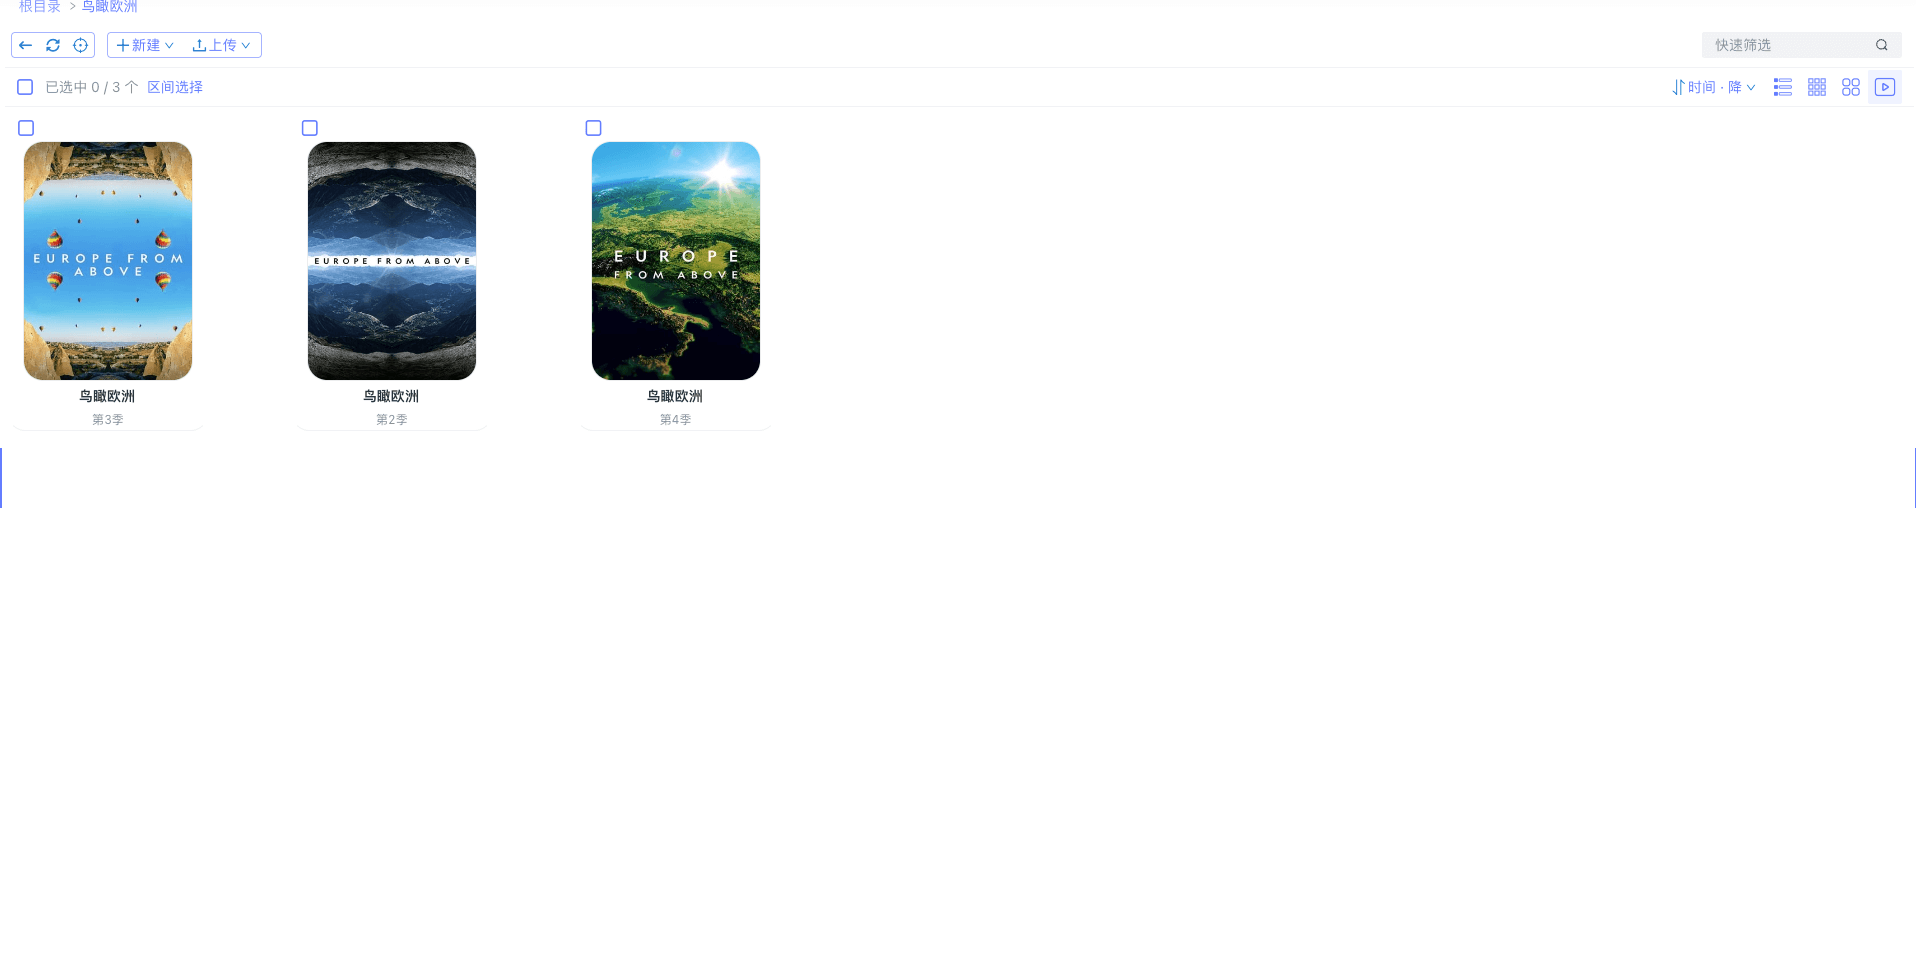 根目录 > 鸟瞰欧洲
新建 上传
快速筛选
已选中 0 / 3 个 区间选择
时间 · 降
EUROPE FROM
ABOVE
鸟瞰欧洲
第3季
EUROPE FROM ABOVE
鸟瞰欧洲
第2季
EUROPE
FROM ABOVE
鸟瞰欧洲
第4季